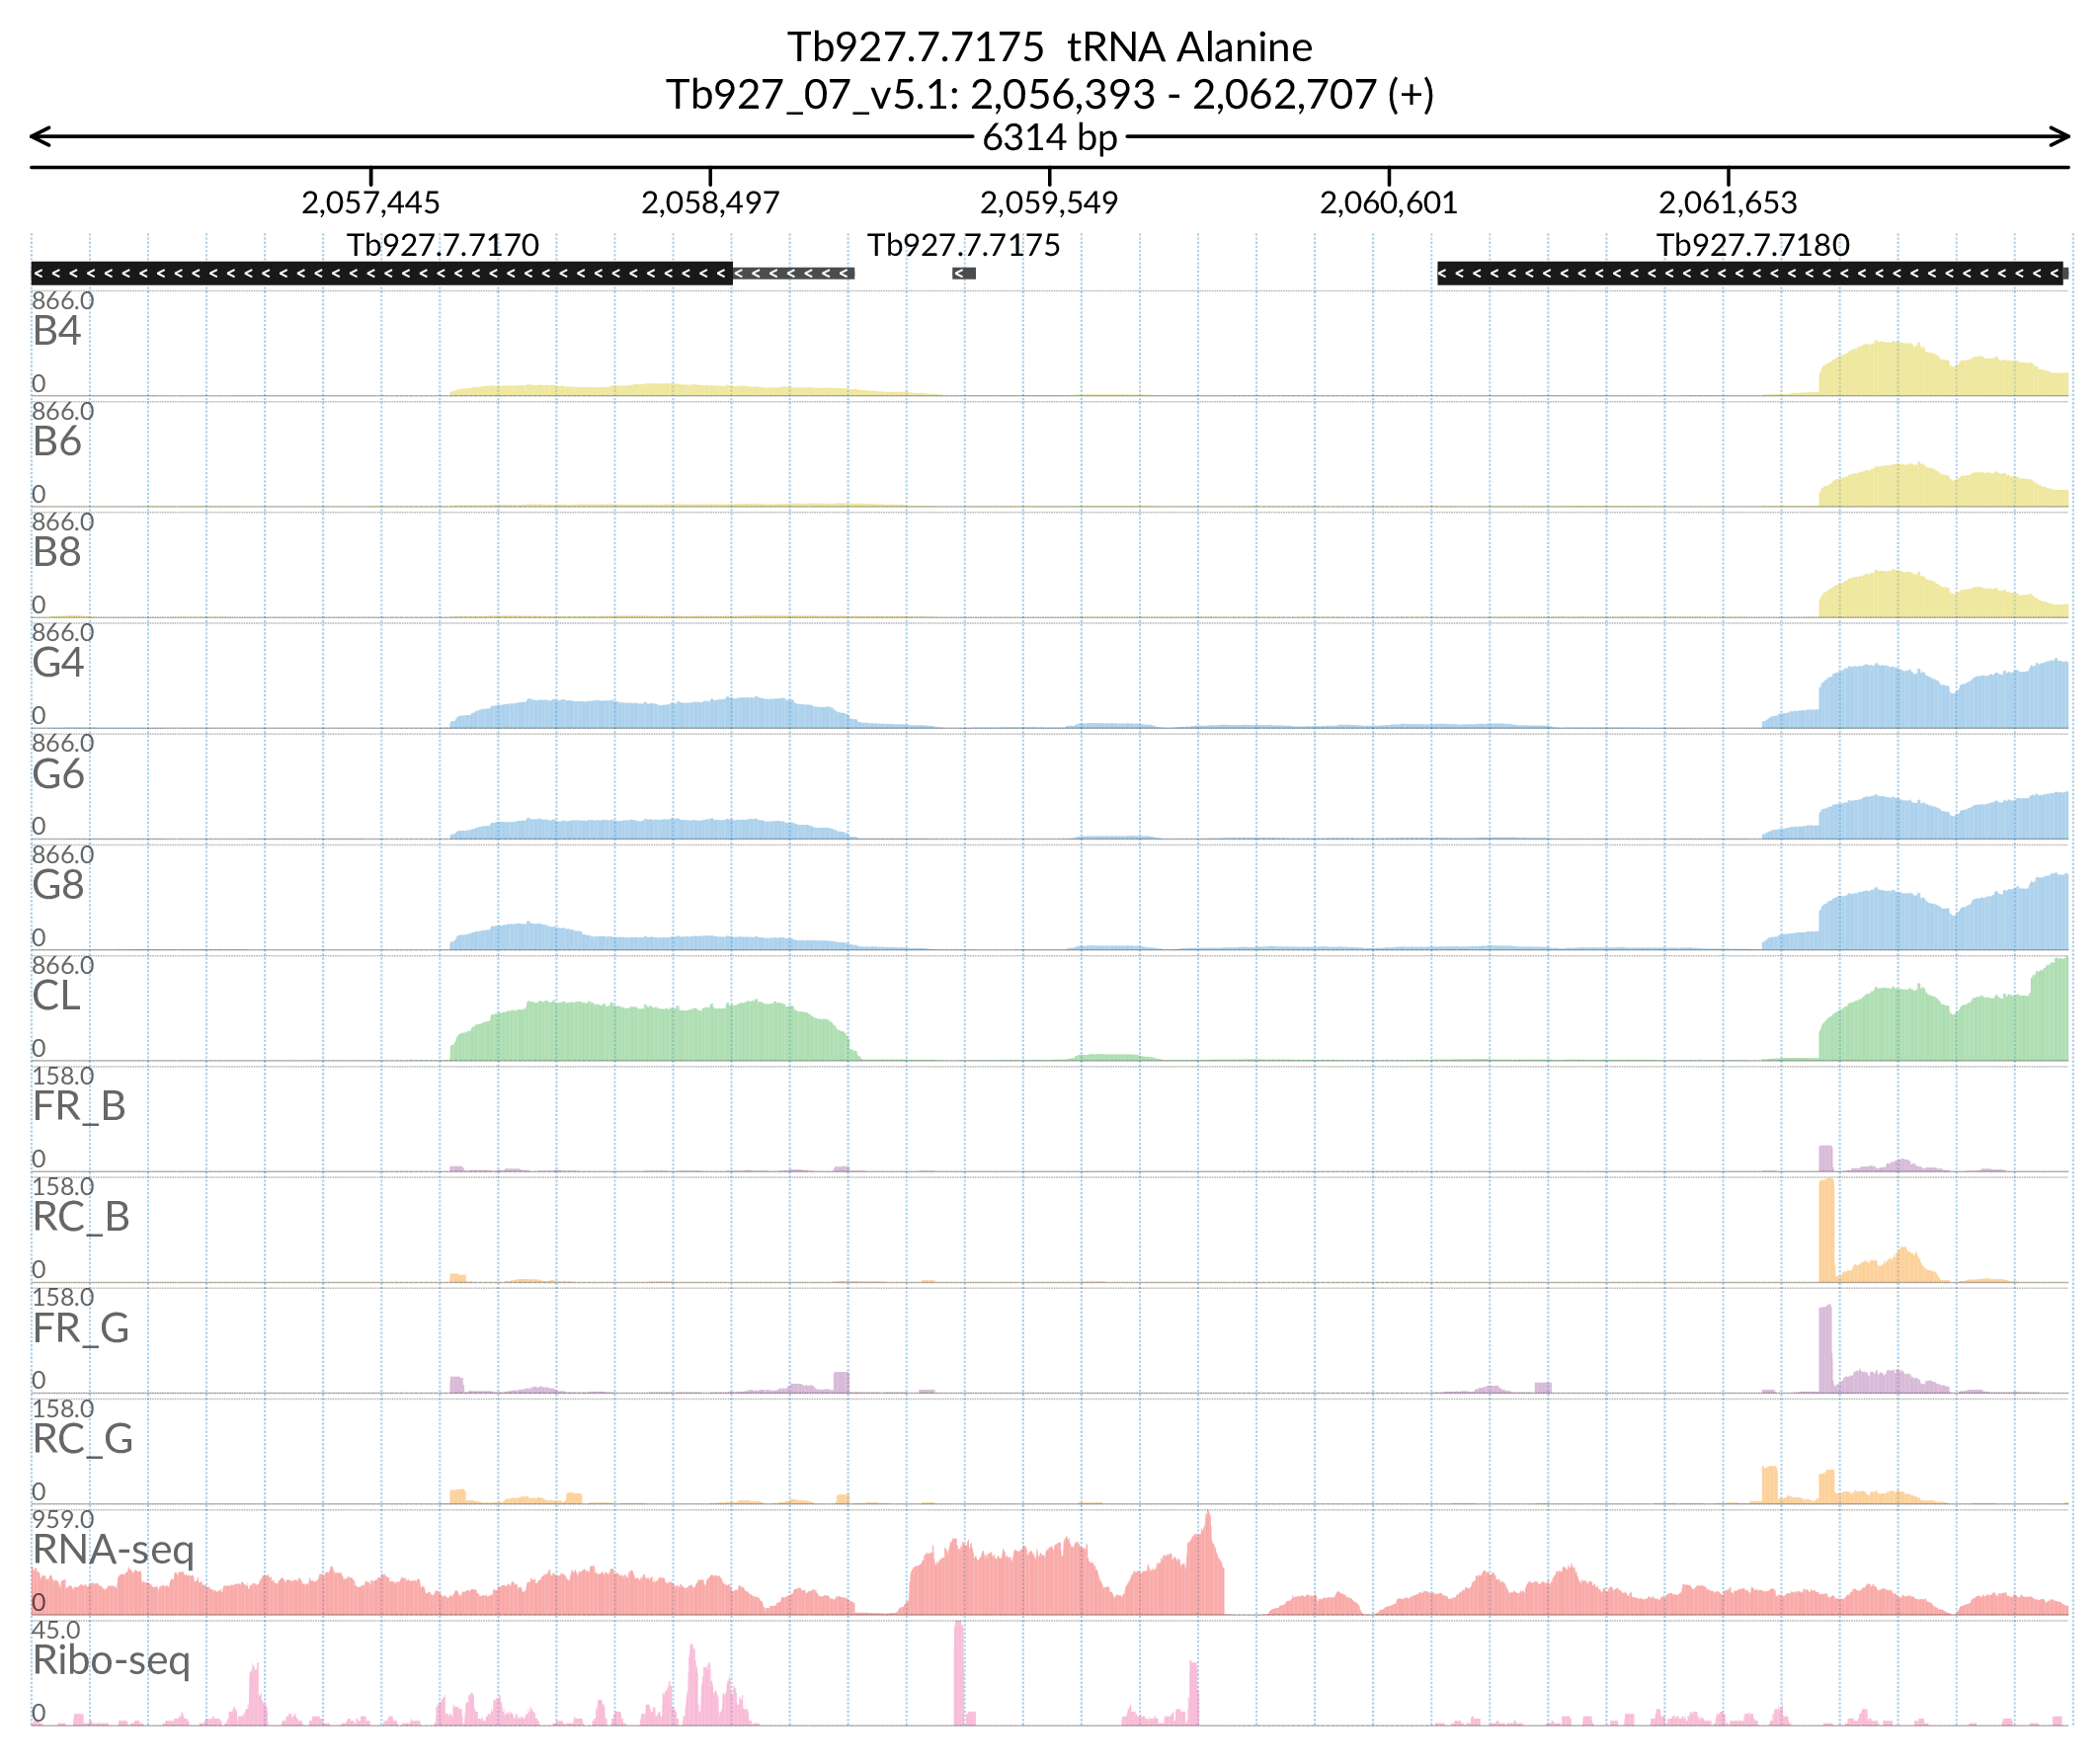 Tb927.7.7175 tRNA Alanine
Tb927_07_v5.1: 2,056,393 - 2,062,707 (+)
6314 bp
2,057,445 2,058,497 2,059,549 2,060,601 2,061,653
Tb927.7.7170 Tb927.7.7175 Tb927.7.7180
866.0
B4
0
866.0
B6
0
866.0
B8
0
866.0
G4
0
866.0
G6
0
866.0
G8
0
866.0
CL
0
158.0
FR_B
0
158.0
RC_B
0
158.0
FR_G
0
158.0
RC_G
0
959.0
RNA-seq
0
45.0
Ribo-seq
0